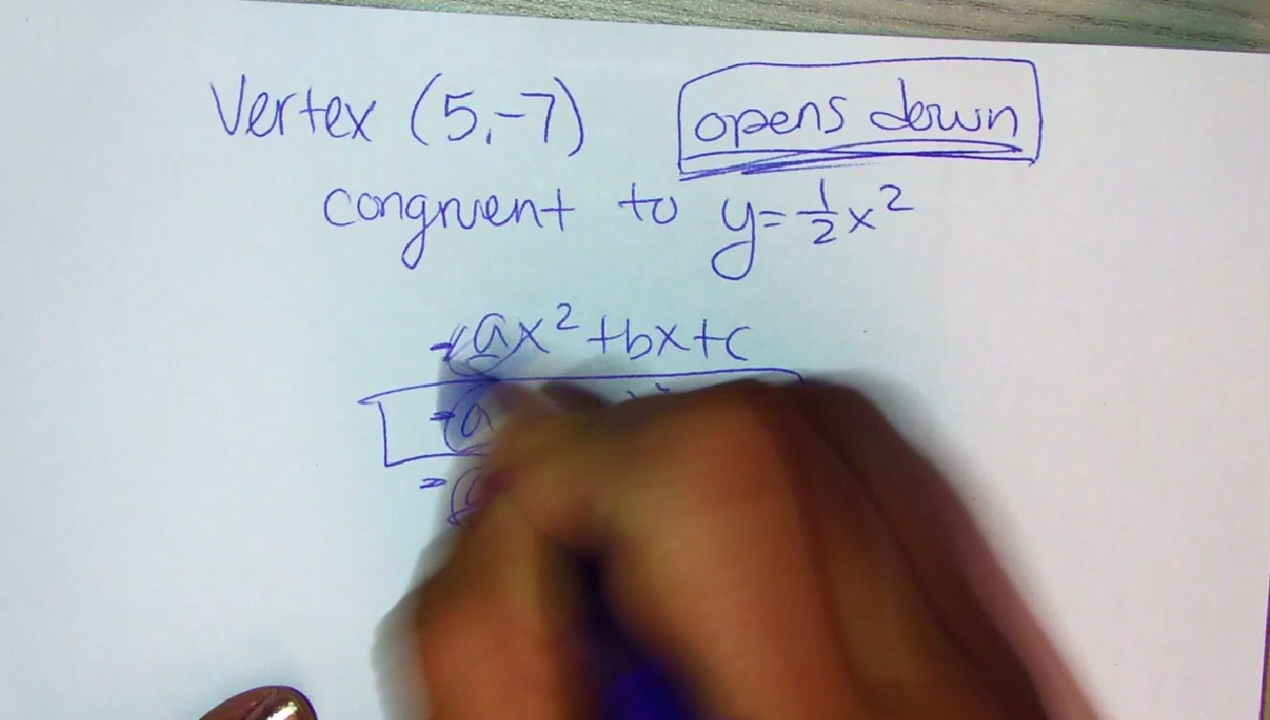 Vertex (5,-7) opens down
congruent to y=½x²
=ax²+bx+c
=a
=